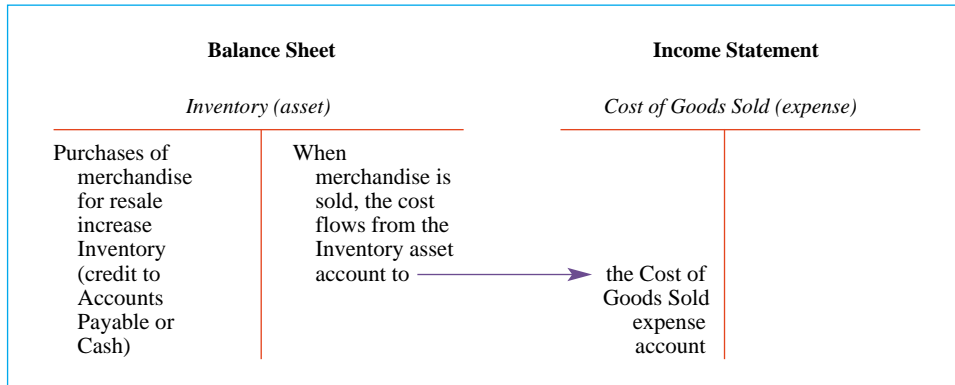 Balance Sheet
Income Statement
Inventory (asset)
Cost of Goods Sold (expense)
Purchases of
merchandise
for resale
increase
Inventory
(credit to
Accounts
Payable or
Cash)
When
merchandise is
sold, the cost
flows from the
Inventory asset
account to
the Cost of
Goods Sold
expense
account